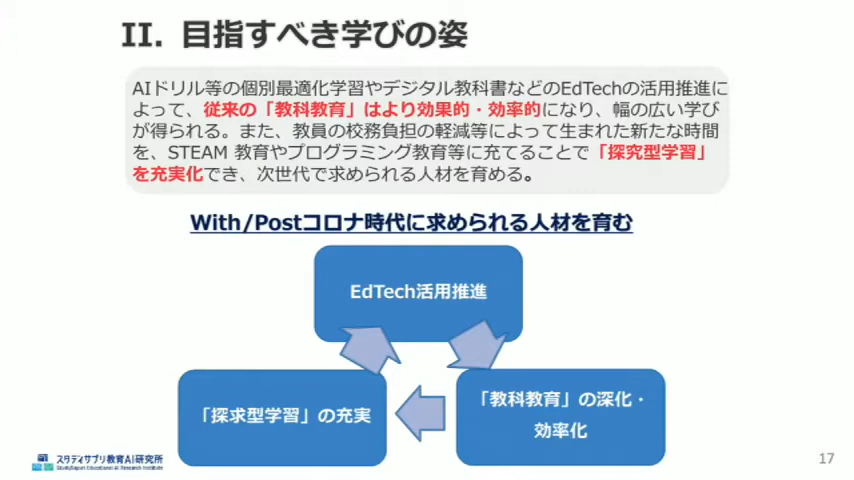 II. 目指すべき学びの姿
AIドリル等の個別最適化学習やデジタル教科書などのEdTechの活用推進に
よって、従来の「教科教育」はより効果的・効率的になり、幅の広い学び
が得られる。また、教員の校務負担の軽減等によって生まれた新たな時間
を、STEAM 教育やプログラミング教育等に充てることで「探究型学習」
を充実化でき、次世代で求められる人材を育める。
With/Postコロナ時代に求められる人材を育む
EdTech活用推進
「探求型学習」の充実
「教科教育」の深化・
効率化
スタディサプリ教育AI研究所
StudySapuri Educational AI Research Institute
17